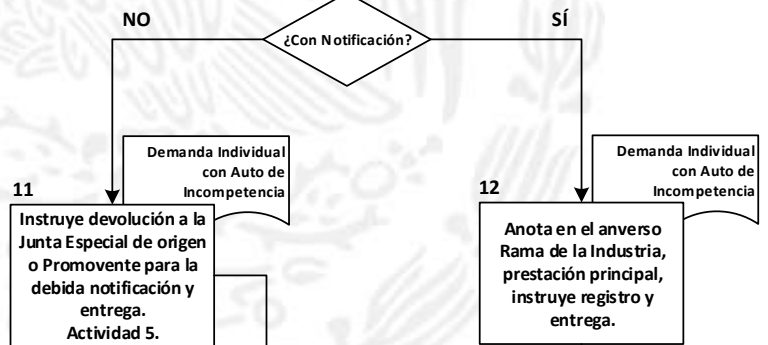 NO
SÍ
¿Con Notificación?
Demanda Individual
con Auto de
Incompetencia
11
Instruye devolución a la
Junta Especial de origen
o Promovente para la
debida notificación y
entrega.
Actividad 5.
Demanda Individual
con Auto de
Incompetencia
12
Anota en el anverso
Rama de la Industria,
prestación principal,
instruye registro y
entrega.